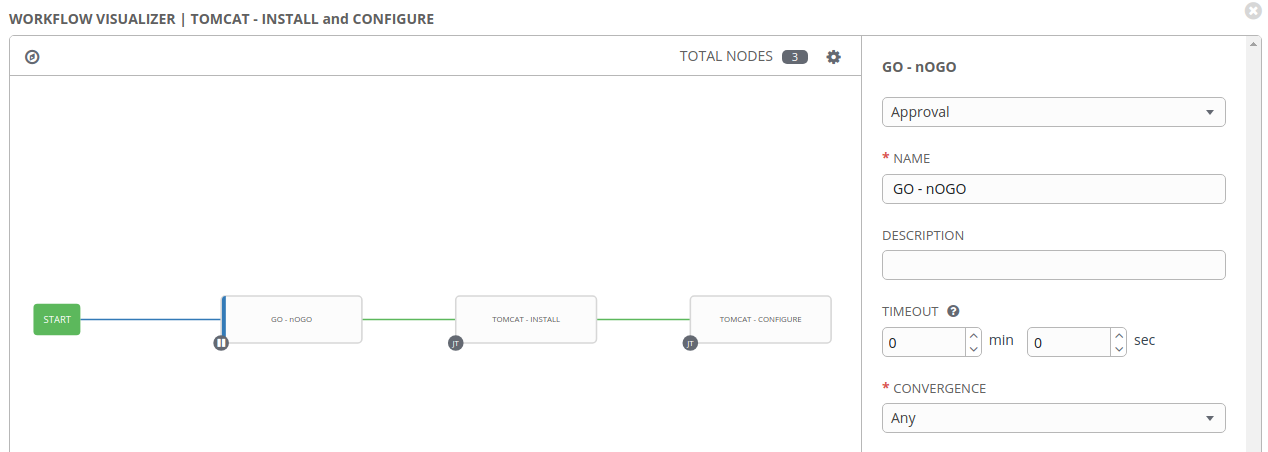 WORKFLOW VISUALIZER | TOMCAT - INSTALL and CONFIGURE
TOTAL NODES 3
START
GO - nOGO
TOMCAT - INSTALL
TOMCAT - CONFIGURE
JT
JT
GO - nOGO
Approval
* NAME
GO - nOGO
DESCRIPTION
TIMEOUT ?
0 min 0 sec
* CONVERGENCE
Any